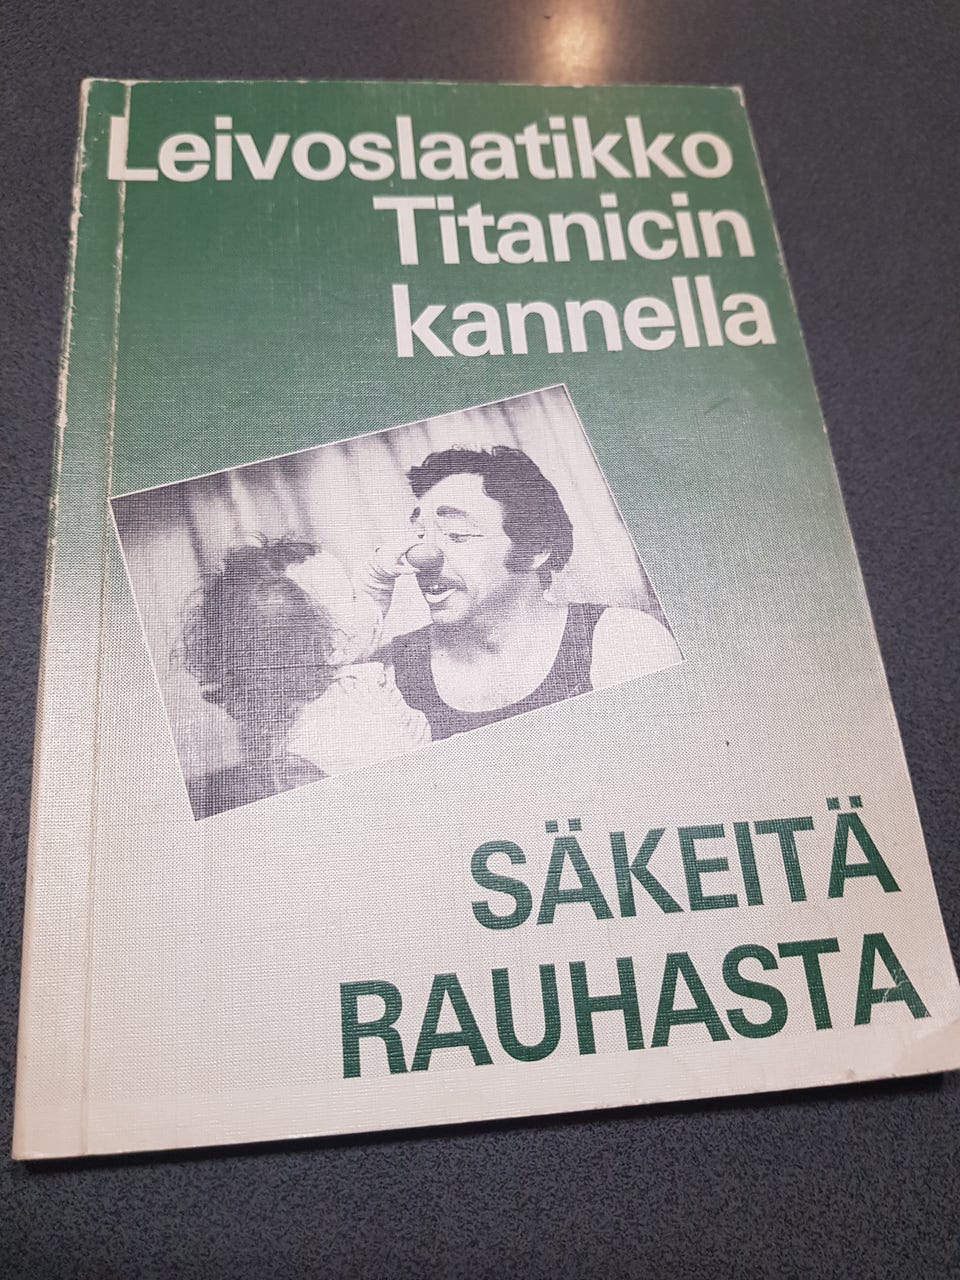 Leivoslaatikko
Titanicin
kannella
SÄKEITÄ
RAUHASTA